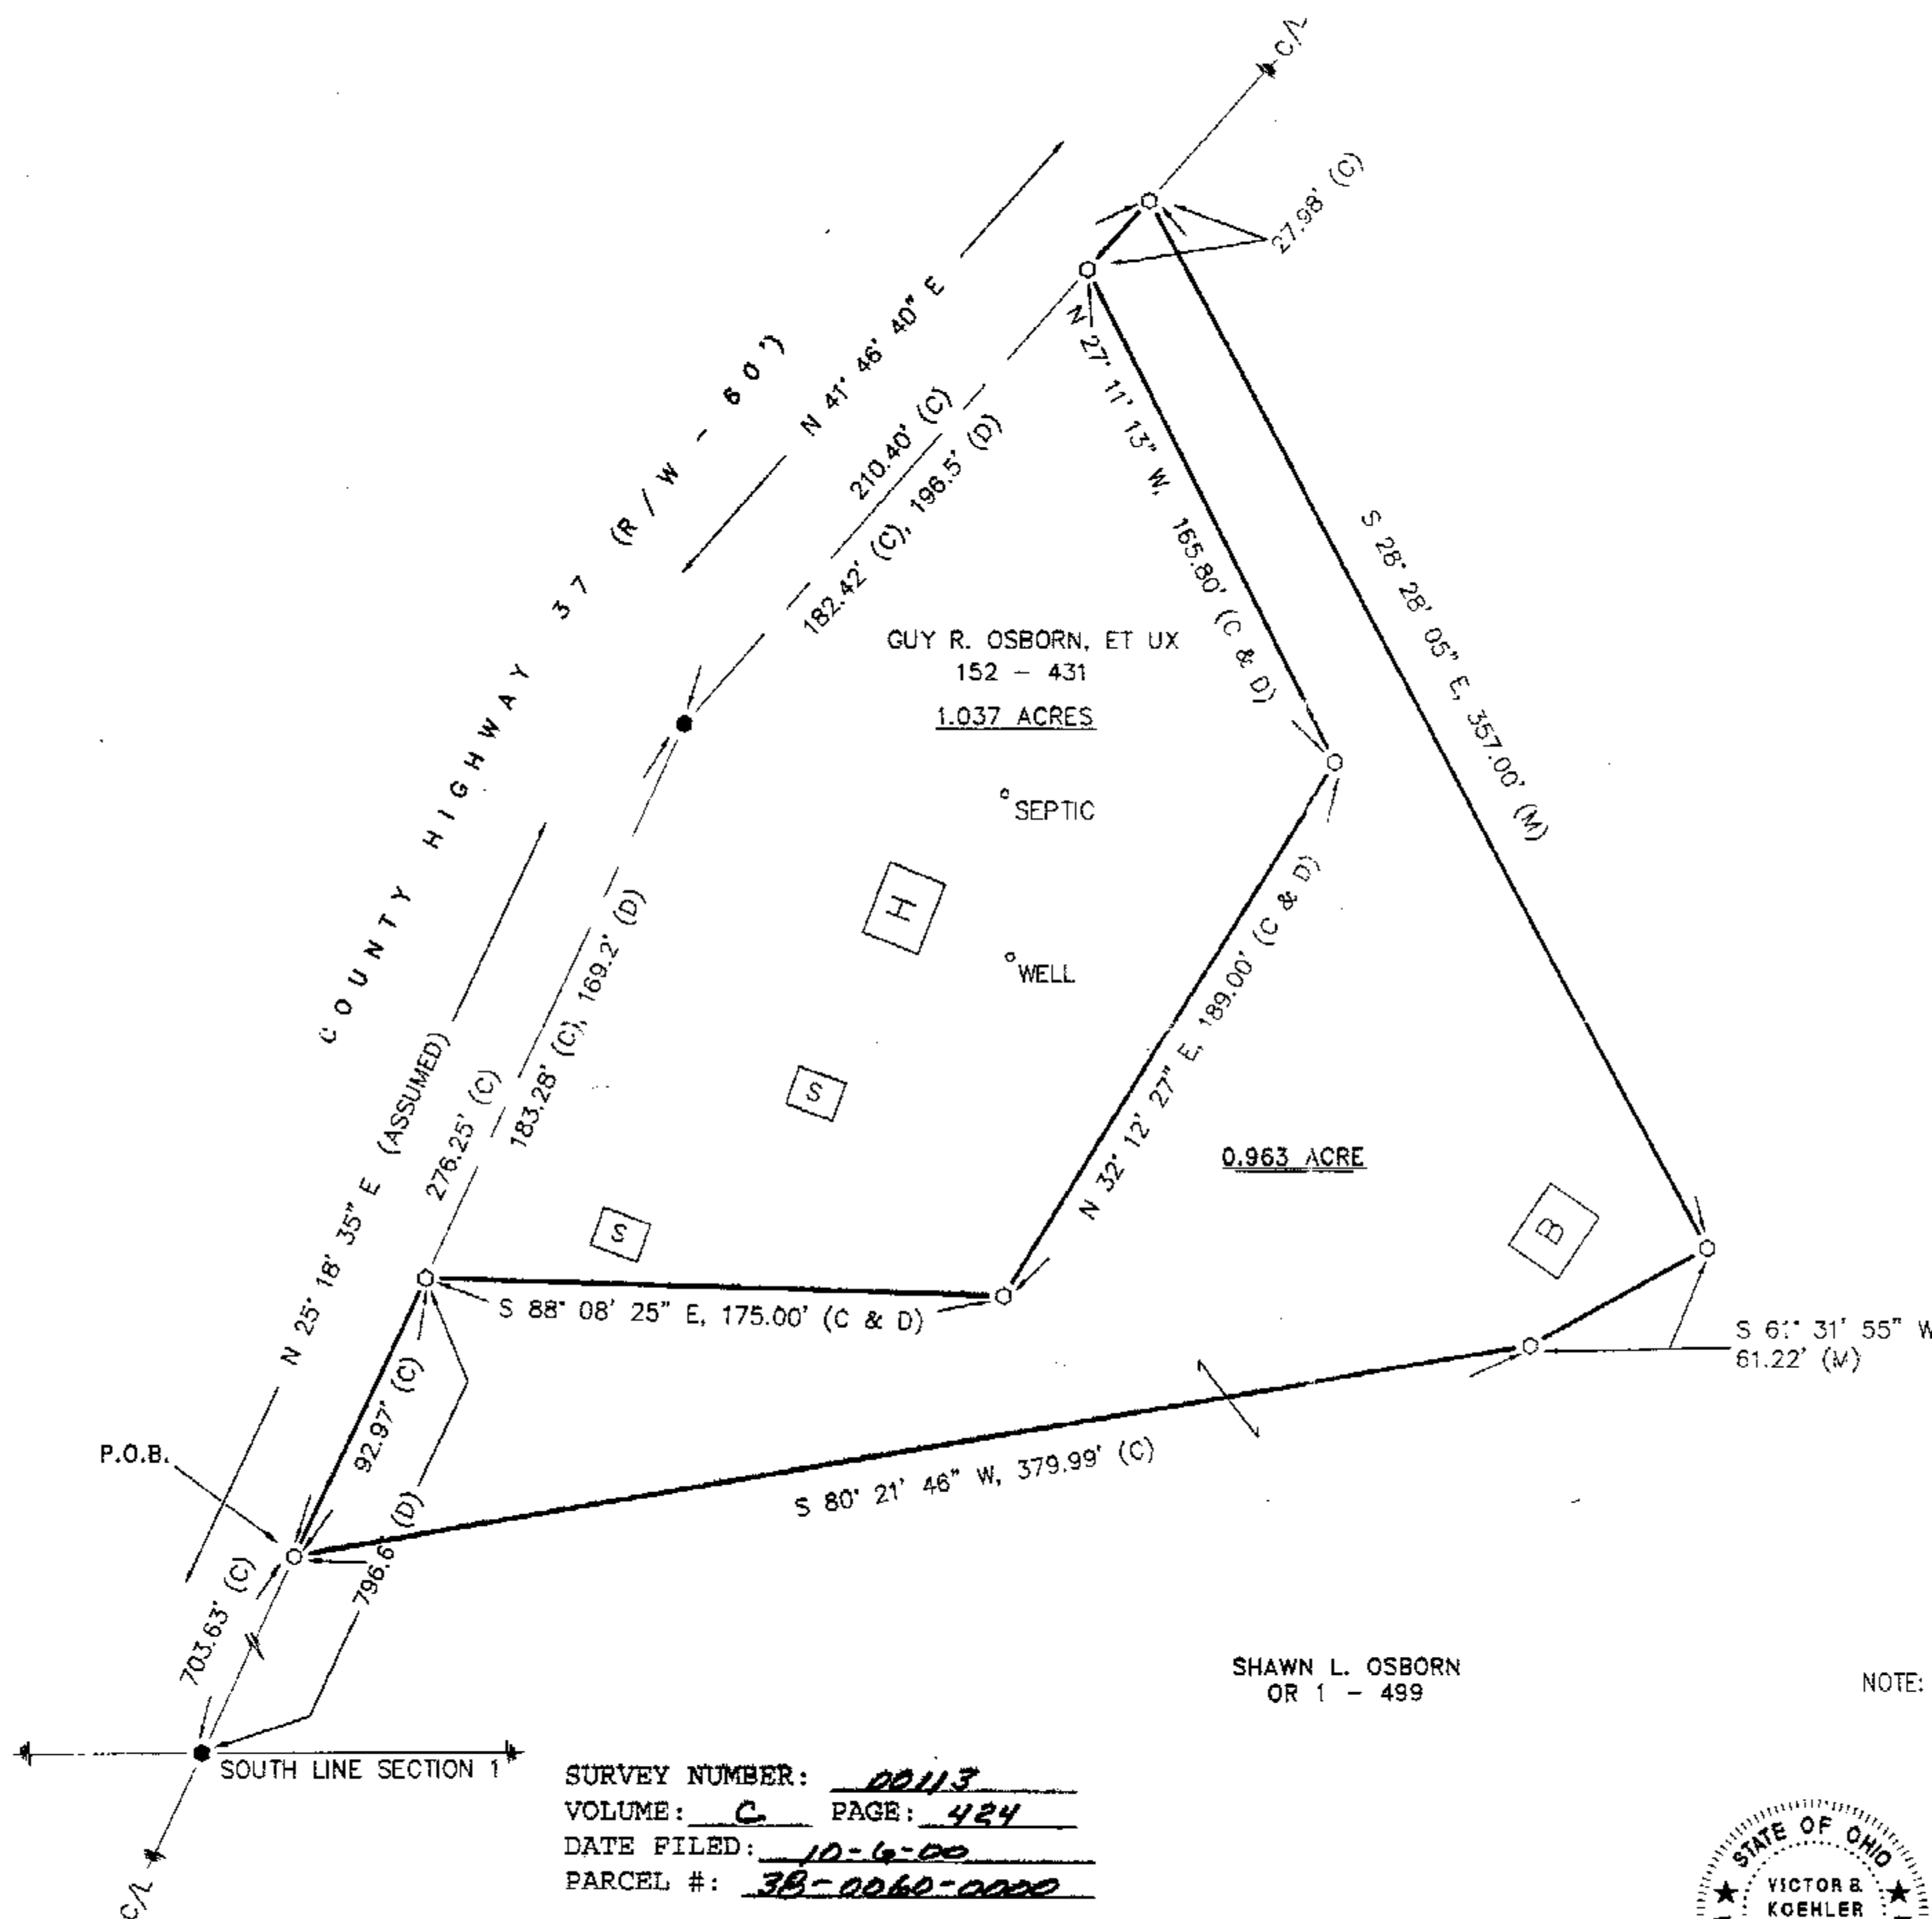 C/L
27.98' (C)
N 41° 46' 40" E
COUNTY HIGHWAY 37 (R/W - 60')
210.40' (C)
182.42' (C), 196.5' (D)
N 27° 11' 13" W, 165.80' (C & D)
S 28° 28' 05" E, 357.00' (M)
GUY R. OSBORN, ET UX
152 - 431
1.037 ACRES
SEPTIC
H
WELL
183.28' (C), 169.2' (D)
276.25' (C)
N 25° 18' 35" E (ASSUMED)
S
S
N 32° 12' 27" E, 189.00' (C & D)
0.963 ACRE
B
S 88° 08' 25" E, 175.00' (C & D)
S 61° 31' 55" W
61.22' (M)
92.97' (C)
P.O.B.
S 80° 21' 46" W, 379.99' (C)
796.6' (D)
703.63' (C)
SHAWN L. OSBORN
OR 1 - 499
NOTE:
SOUTH LINE SECTION 1
C/L
SURVEY NUMBER: 00113
VOLUME: C PAGE: 424
DATE FILED: 10-6-00
PARCEL #: 38-0060-0000
STATE OF OHIO
VICTOR B.
KOEHLER